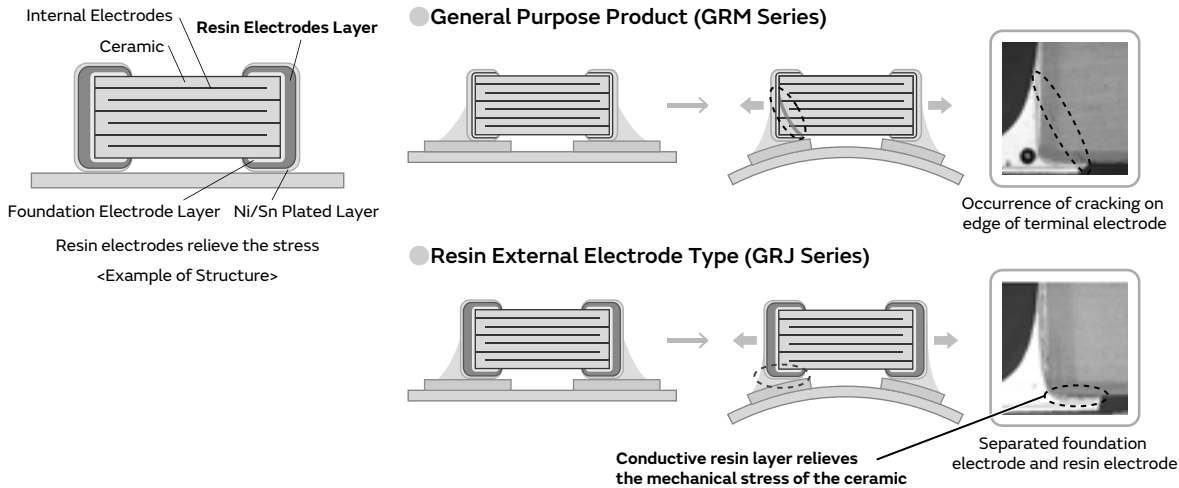 Internal Electrodes
Resin Electrodes Layer
Ceramic
Foundation Electrode Layer
Ni/Sn Plated Layer
Resin electrodes relieve the stress
<Example of Structure>
General Purpose Product (GRM Series)
Occurrence of cracking on
edge of terminal electrode
Resin External Electrode Type (GRJ Series)
Conductive resin layer relieves
the mechanical stress of the ceramic
Separated foundation
electrode and resin electrode